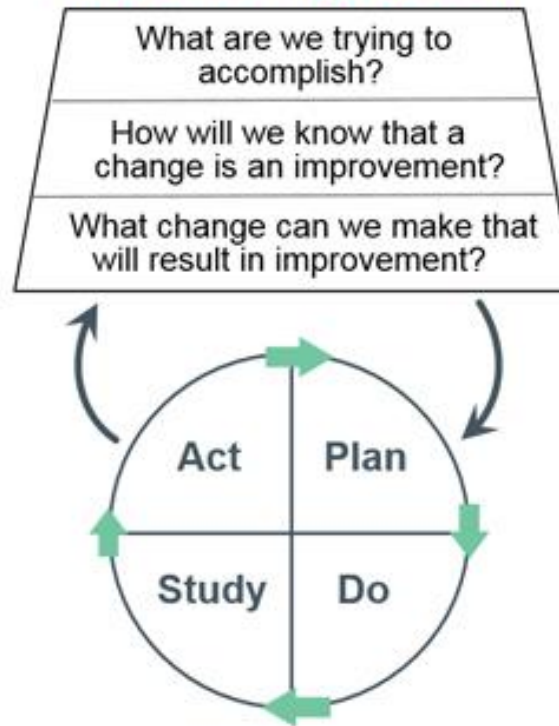 What are we trying to
accomplish?
How will we know that a
change is an improvement?
What change can we make that
will result in improvement?
Act
Plan
Study
Do